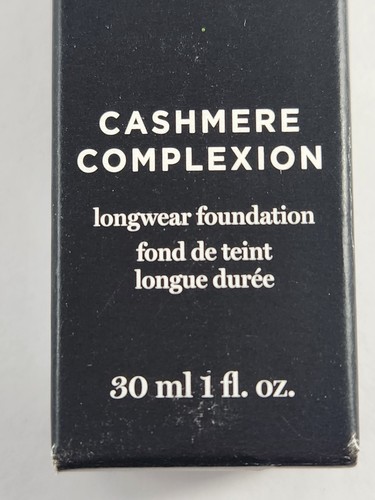 CASHMERE
COMPLEXION
longwear foundation
fond de teint
longue durée
30 ml 1 fl. oz.